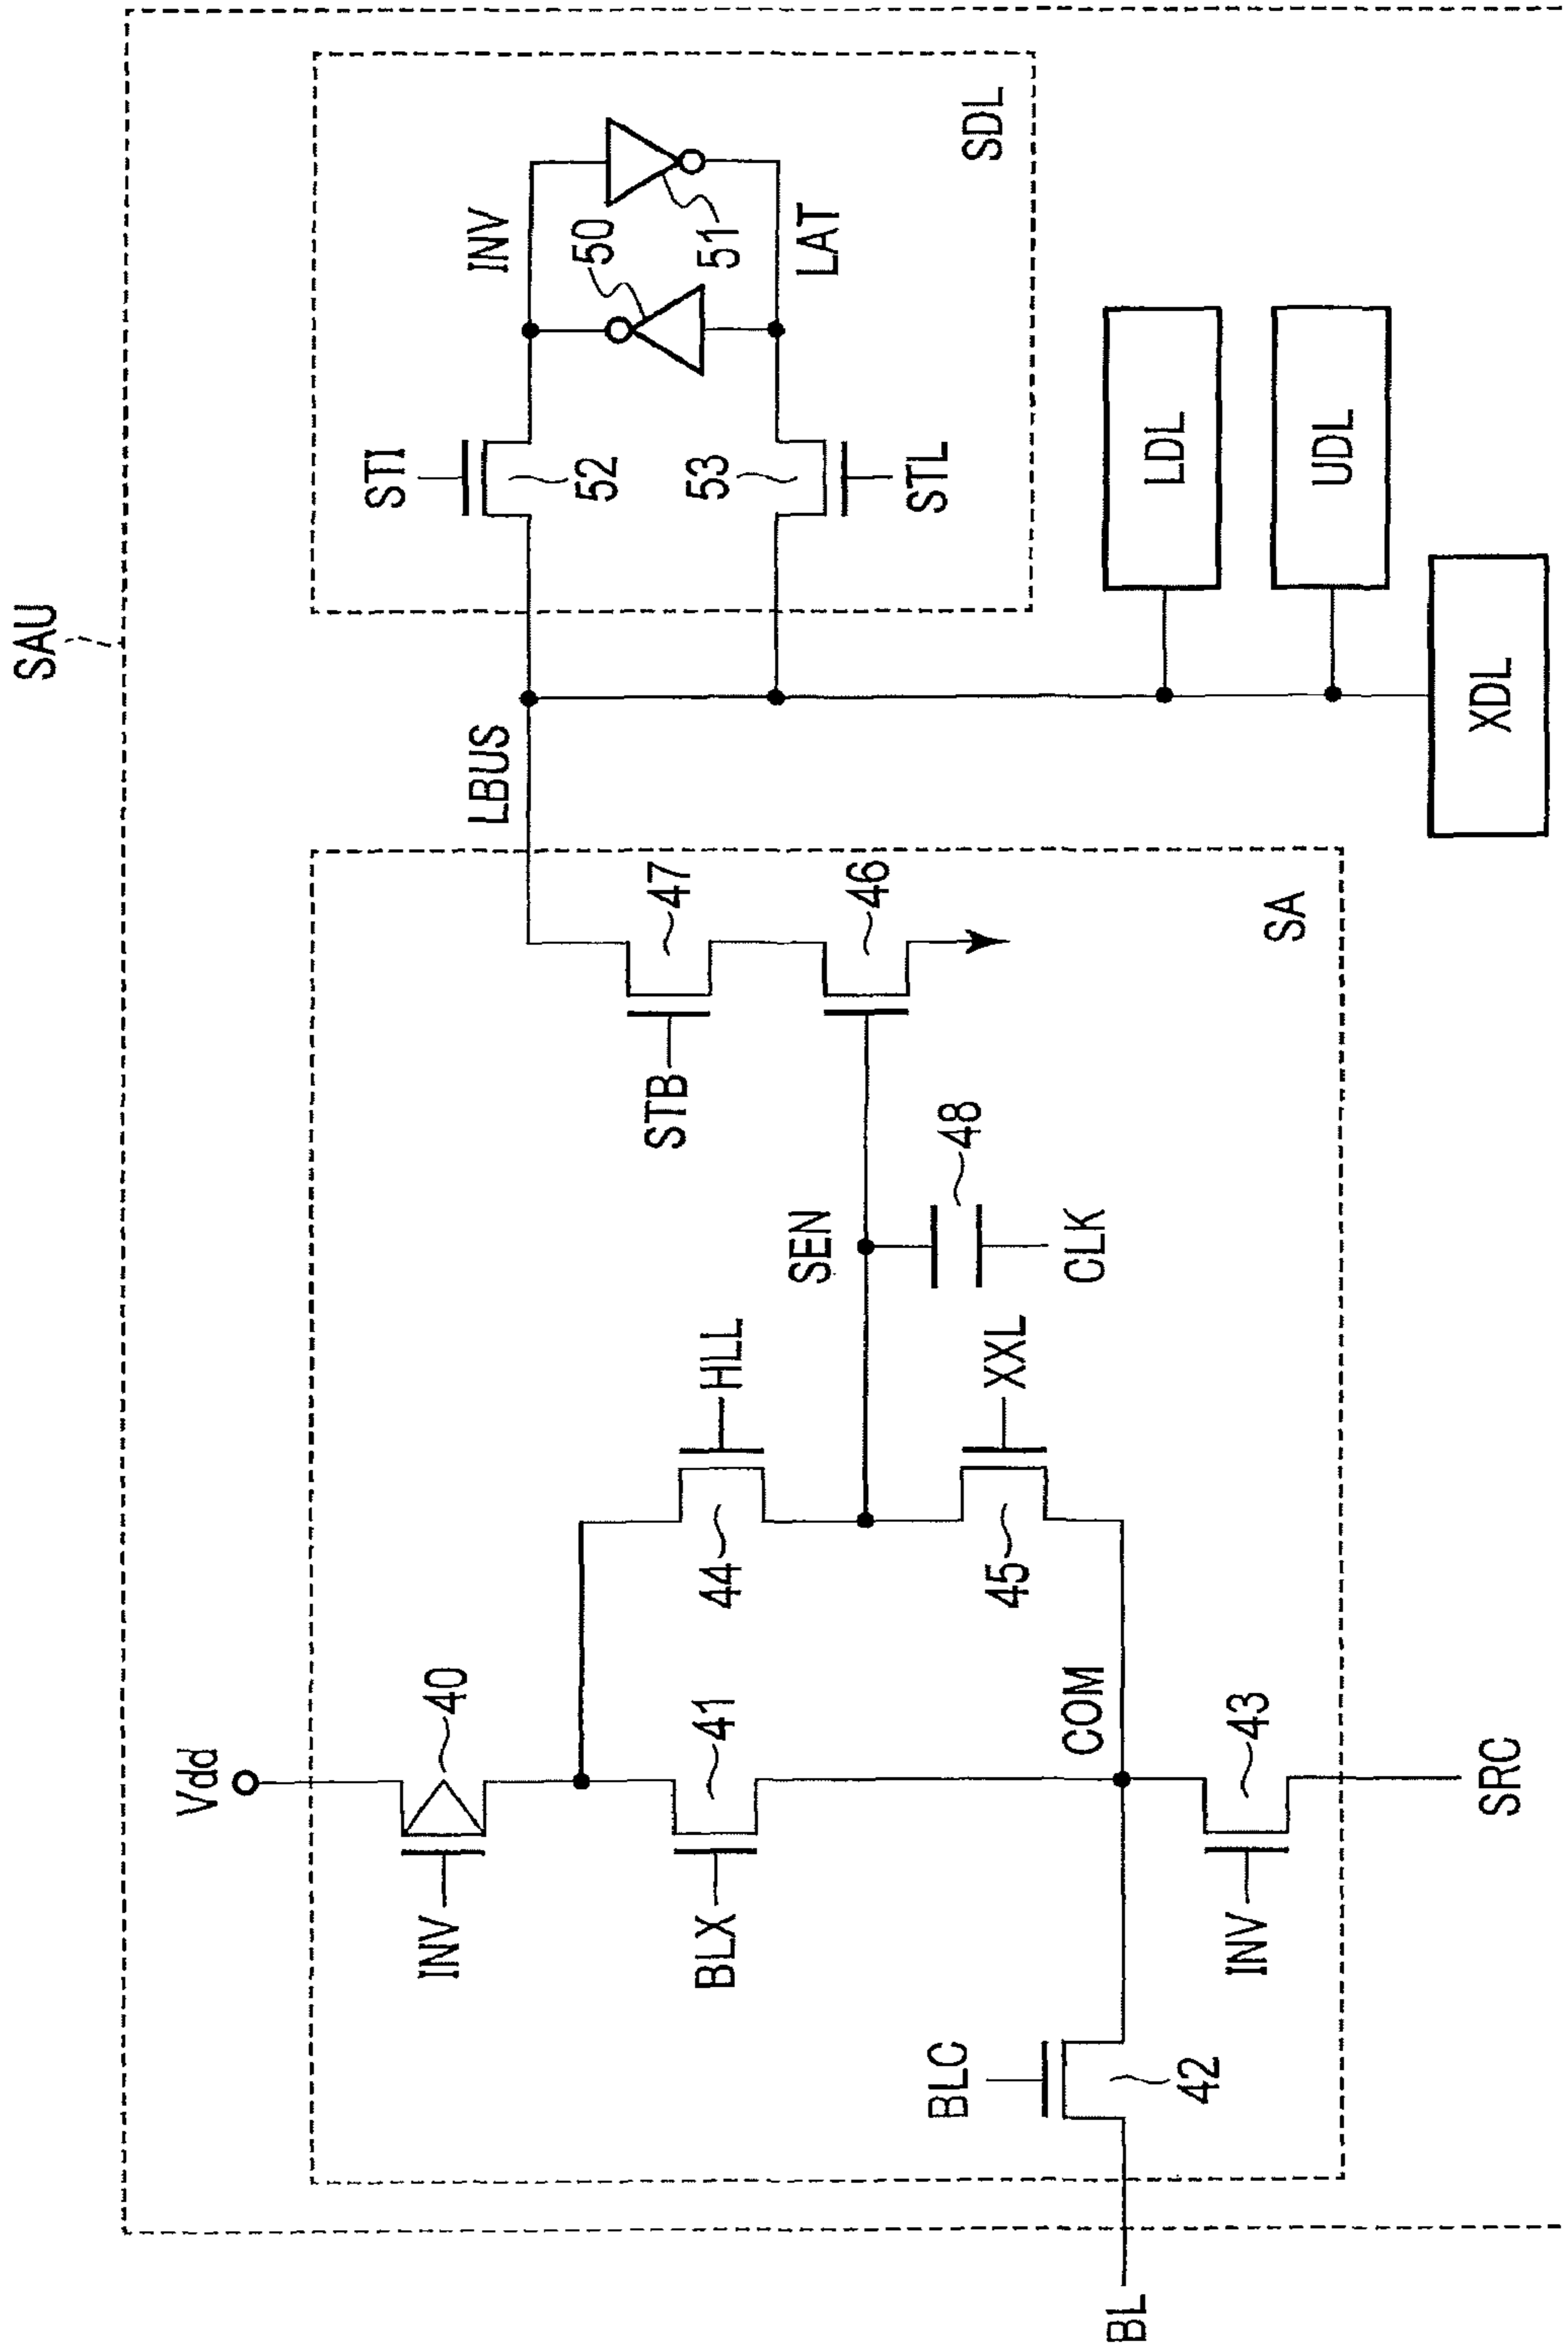 SAU
Vdd
INV
40
BLX
41
HLL
44
SEN
XXL
45
COM
BLC
42
BL
INV
43
SRC
48
CLK
STB
47
46
SA
LBUS
STI
52
INV
50
51
53
LAT
STL
SDL
LDL
UDL
XDL